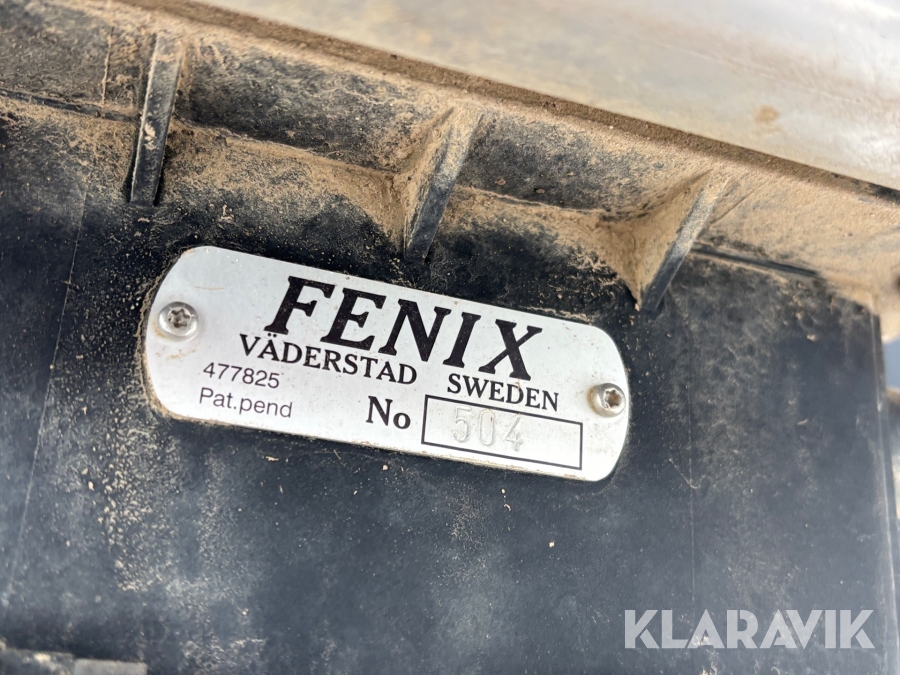 FENIX
VÄDERSTAD SWEDEN
477825
Pat.pend
No 504
KLARAVIK